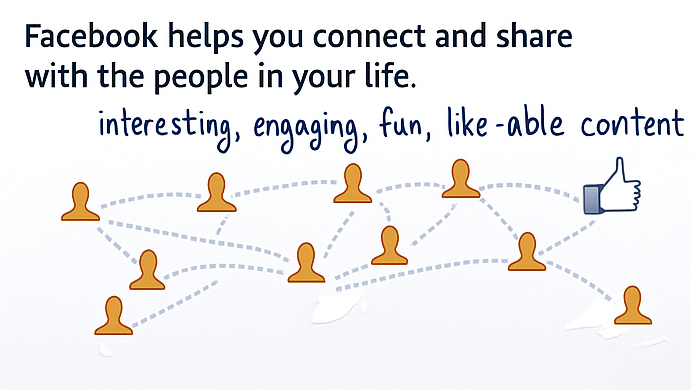 Facebook helps you connect and share
with the people in your life.
interesting, engaging, fun, like-able content